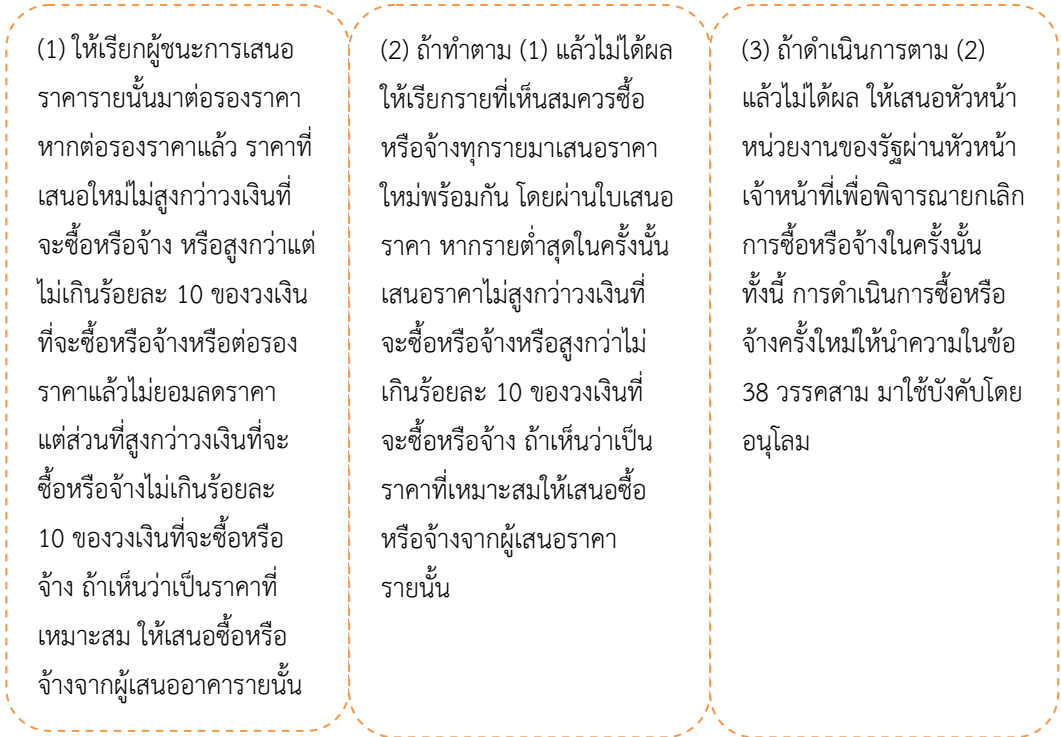 (1) ให้เรียกผู้ชนะการเสนอ
ราคารายนั้นมาต่อรองราคา
หากต่อรองราคาแล้ว ราคาที่
เสนอใหม่ไม่สูงกว่าวงเงินที่
จะซื้อหรือจ้าง หรือสูงกว่าแต่
ไม่เกินร้อยละ 10 ของวงเงิน
ที่จะซื้อหรือจ้างหรือต่อรอง
ราคาแล้วไม่ยอมลดราคา
แต่ส่วนที่สูงกว่าวงเงินที่จะ
ซื้อหรือจ้างไม่เกินร้อยละ
10 ของวงเงินที่จะซื้อหรือ
จ้าง ถ้าเห็นว่าเป็นราคาที่
เหมาะสม ให้เสนอซื้อหรือ
จ้างจากผู้เสนออาคารายนั้น
(2) ถ้าทำตาม (1) แล้วไม่ได้ผล
ให้เรียกรายที่เห็นสมควรซื้อ
หรือจ้างทุกรายมาเสนอราคา
ใหม่พร้อมกัน โดยผ่านใบเสนอ
ราคา หากรายต่ำสุดในครั้งนั้น
เสนอราคาไม่สูงกว่าวงเงินที่
จะซื้อหรือจ้างหรือสูงกว่าไม่
เกินร้อยละ 10 ของวงเงินที่
จะซื้อหรือจ้าง ถ้าเห็นว่าเป็น
ราคาที่เหมาะสมให้เสนอซื้อ
หรือจ้างจากผู้เสนอราคา
รายนั้น
(3) ถ้าดำเนินการตาม (2)
แล้วไม่ได้ผล ให้เสนอหัวหน้า
หน่วยงานของรัฐผ่านหัวหน้า
เจ้าหน้าที่เพื่อพิจารณายกเลิก
การซื้อหรือจ้างในครั้งนั้น
ทั้งนี้ การดำเนินการซื้อหรือ
จ้างครั้งใหม่ให้นำความในข้อ
38 วรรคสาม มาใช้บังคับโดย
อนุโลม